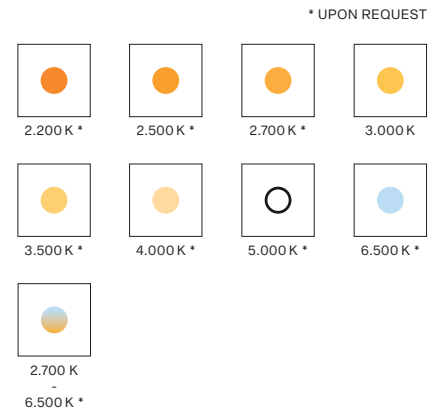 * UPON REQUEST
2.200 K *
2.500 K *
2.700 K *
3.000 K
3.500 K *
4.000 K *
5.000 K *
6.500 K *
2.700 K
-
6.500 K *